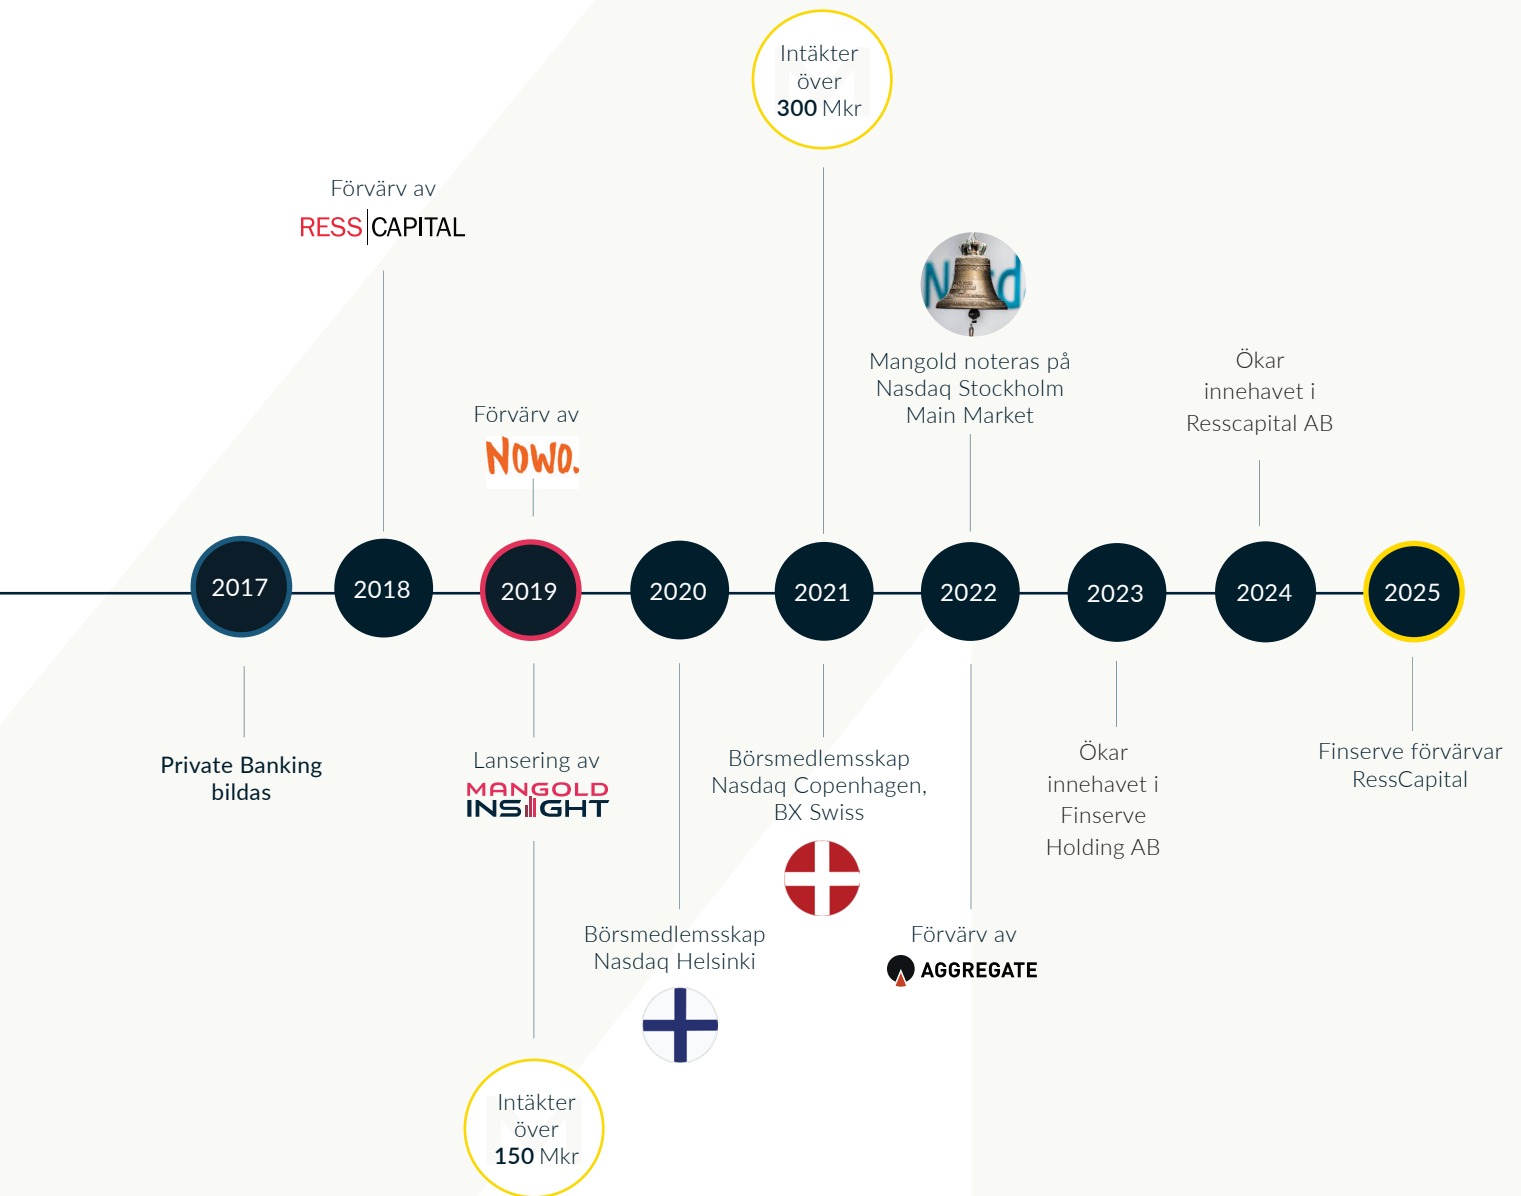 Intäkter
över
300 Mkr
Förvärv av
RESS CAPITAL
Nasd
Mangold noteras på
Nasdaq Stockholm
Main Market
Ökar
innehavet i
Resscapital AB
Förvärv av
NOWO.
2017
2018
2019
2020
2021
2022
2023
2024
2025
Private Banking
bildas
Lansering av
MANGOLD
INSIGHT
Börsmedlemsskap
Nasdaq Copenhagen,
BX Swiss
Ökar
innehavet i
Finserve
Holding AB
Finserve förvärvar
RessCapital
Börsmedlemsskap
Nasdaq Helsinki
Förvärv av
AGGREGATE
Intäkter
över
150 Mkr